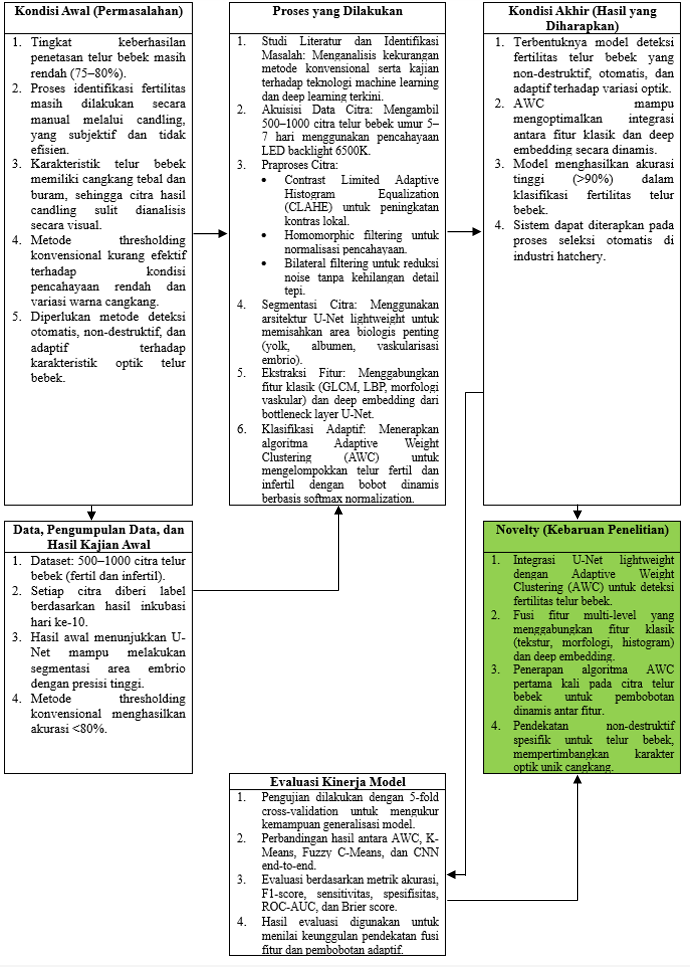 Kondisi Awal (Permasalahan)
1. Tingkat keberhasilan
penetasan telur bebek masih
rendah (75–80%).
2. Proses identifikasi fertilitas
masih dilakukan secara
manual melalui candling,
yang subjektif dan tidak
efisien.
3. Karakteristik telur bebek
memiliki cangkang tebal dan
buram, sehingga citra hasil
candling sulit dianalisis
secara visual.
4. Metode thresholding
konvensional kurang efektif
terhadap kondisi
pencahayaan rendah dan
variasi warna cangkang.
5. Diperlukan metode deteksi
otomatis, non-destruktif, dan
adaptif terhadap
karakteristik optik telur
bebek.
Proses yang Dilakukan
1. Studi Literatur dan Identifikasi
Masalah: Menganalisis kekurangan
metode konvensional serta kajian
terhadap teknologi machine learning
dan deep learning terkini.
2. Akuisisi Data Citra: Mengambil
500–1000 citra telur bebek umur 5–
7 hari menggunakan pencahayaan
LED backlight 6500K.
3. Praproses Citra:
• Contrast Limited Adaptive
Histogram Equalization
(CLAHE) untuk peningkatan
kontras lokal.
• Homomorphic filtering untuk
normalisasi pencahayaan.
• Bilateral filtering untuk reduksi
noise tanpa kehilangan detail
tepi.
4. Segmentasi Citra: Menggunakan
arsitektur U-Net lightweight untuk
memisahkan area biologis penting
(yolk, albumen, vaskularisasi
embrio).
5. Ekstraksi Fitur: Menggabungkan
fitur klasik (GLCM, LBP, morfologi
vaskular) dan deep embedding dari
bottleneck layer U-Net.
6. Klasifikasi Adaptif: Menerapkan
algoritma Adaptive Weight
Clustering (AWC) untuk
mengelompokkan telur fertil dan
infertil dengan bobot dinamis
berbasis softmax normalization.
Kondisi Akhir (Hasil yang
Diharapkan)
1. Terbentuknya model deteksi
fertilitas telur bebek yang
non-destruktif, otomatis, dan
adaptif terhadap variasi optik.
2. AWC mampu
mengoptimalkan integrasi
antara fitur klasik dan deep
embedding secara dinamis.
3. Model menghasilkan akurasi
tinggi (>90%) dalam
klasifikasi fertilitas telur
bebek.
4. Sistem dapat diterapkan pada
proses seleksi otomatis di
industri hatchery.
Data, Pengumpulan Data, dan
Hasil Kajian Awal
1. Dataset: 500–1000 citra telur
bebek (fertil dan infertil).
2. Setiap citra diberi label
berdasarkan hasil inkubasi
hari ke-10.
3. Hasil awal menunjukkan U-
Net mampu melakukan
segmentasi area embrio
dengan presisi tinggi.
4. Metode thresholding
konvensional menghasilkan
akurasi <80%.
Novelty (Kebaruan Penelitian)
1. Integrasi U-Net lightweight
dengan Adaptive Weight
Clustering (AWC) untuk deteksi
fertilitas telur bebek.
2. Fusi fitur multi-level yang
menggabungkan fitur klasik
(tekstur, morfologi, histogram)
dan deep embedding.
3. Penerapan algoritma AWC
pertama kali pada citra telur
bebek untuk pembobotan
dinamis antar fitur.
4. Pendekatan non-destruktif
spesifik untuk telur bebek,
mempertimbangkan karakter
optik unik cangkang.
Evaluasi Kinerja Model
1. Pengujian dilakukan dengan 5-fold
cross-validation untuk mengukur
kemampuan generalisasi model.
2. Perbandingan hasil antara AWC, K-
Means, Fuzzy C-Means, dan CNN
end-to-end.
3. Evaluasi berdasarkan metrik akurasi,
F1-score, sensitivitas, spesifisitas,
ROC-AUC, dan Brier score.
4. Hasil evaluasi digunakan untuk
menilai keunggulan pendekatan fusi
fitur dan pembobotan adaptif.